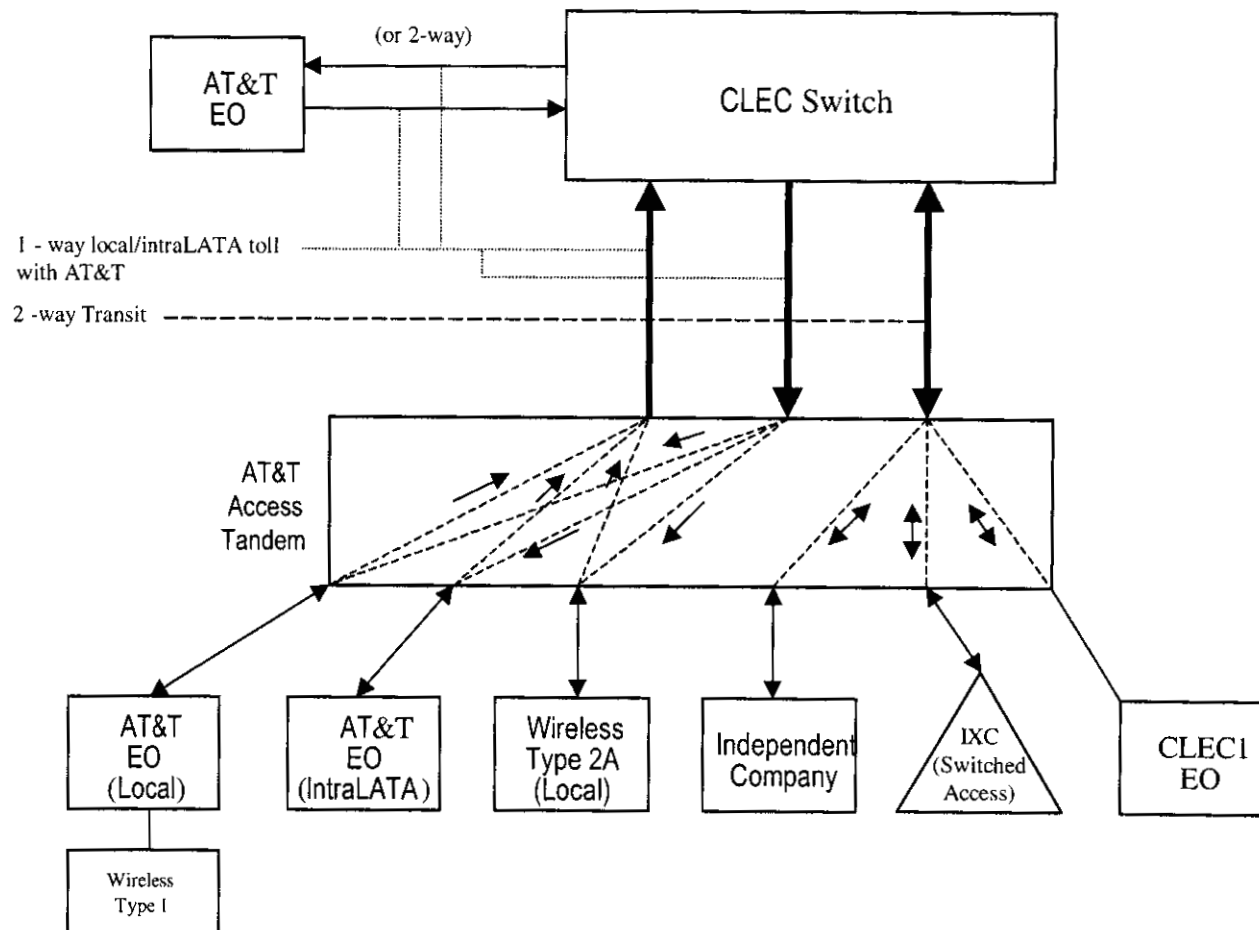 (or 2-way)
AT&T
EO
CLEC Switch
1 - way local/intraLATA toll
with AT&T
2 -way Transit
AT&T
Access
Tandem
AT&T
EO
(Local)
AT&T
EO
(IntraLATA)
Wireless
Type 2A
(Local)
Independent
Company
IXC
(Switched
Access)
CLEC1
EO
Wireless
Type 1